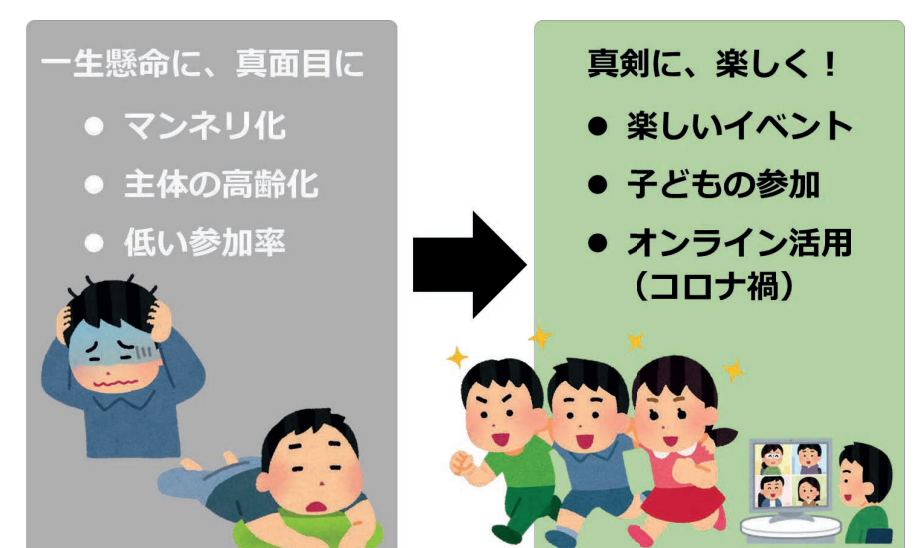 一生懸命に、真面目に
● マンネリ化
● 主体の高齢化
● 低い参加率
真剣に、楽しく！
● 楽しいイベント
● 子どもの参加
● オンライン活用
（コロナ禍）